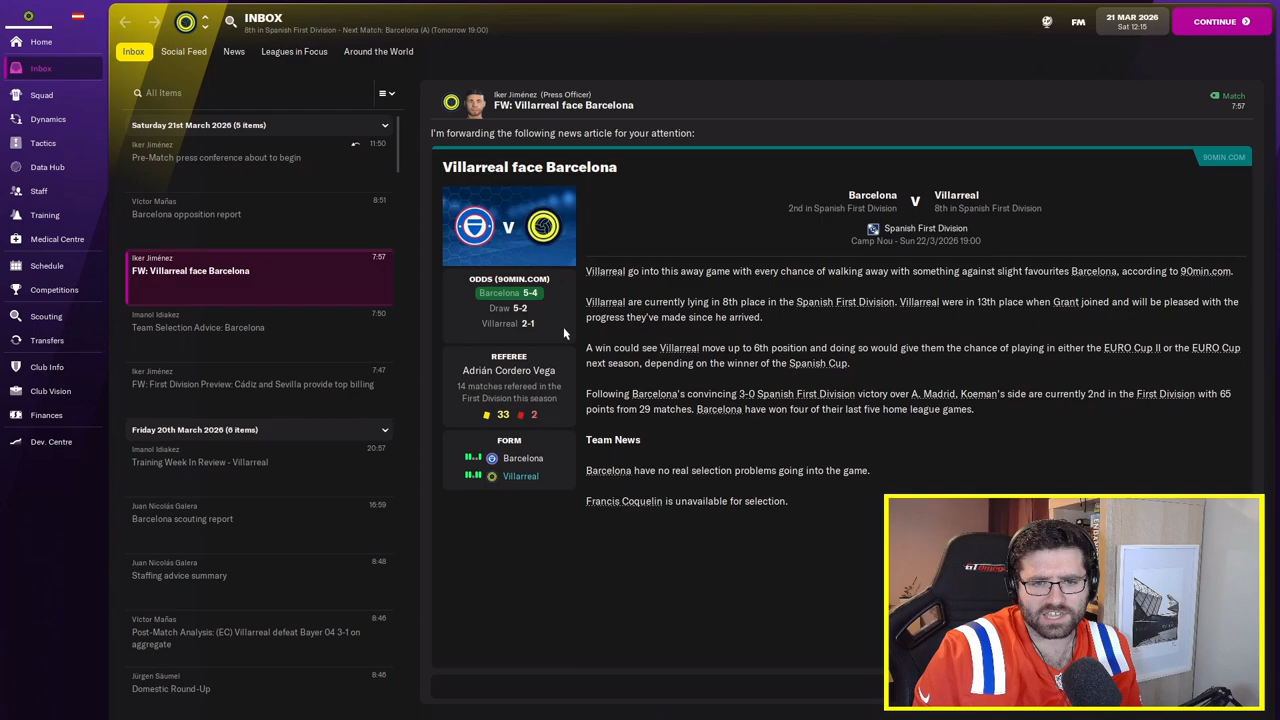 INBOX
8th in Spanish First Division - Next Match: Barcelona (A) (Tomorrow 19:00)
FM
21 MAR 2026
Sat 12:15
CONTINUE
Home
Inbox
Squad
Dynamics
Tactics
Data Hub
Staff
Training
Medical Centre
Schedule
Competitions
Scouting
Transfers
Club Info
Club Vision
Finances
Dev. Centre
Inbox
Social Feed
News
Leagues in Focus
Around the World
All Items
Saturday 21st March 2026 (5 items)
Iker Jiménez
11:50
Pre-Match press conference about to begin
Víctor Mañas
8:51
Barcelona opposition report
Iker Jiménez
7:57
FW: Villarreal face Barcelona
Imanol Idiakez
7:50
Team Selection Advice: Barcelona
Iker Jiménez
7:47
FW: First Division Preview: Cádiz and Sevilla provide top billing
Friday 20th March 2026 (6 items)
Imanol Idiakez
20:57
Training Week In Review - Villarreal
Juan Nicolás Galera
16:59
Barcelona scouting report
Juan Nicolás Galera
8:48
Staffing advice summary
Víctor Mañas
8:46
Post-Match Analysis: (EC) Villarreal defeat Bayer 04 3-1 on
aggregate
Jürgen Säumel
8:46
Domestic Round-Up
Iker Jiménez (Press Officer)
FW: Villarreal face Barcelona
Match
7:57
I'm forwarding the following news article for your attention:
Villarreal face Barcelona
90MIN.COM
V
Barcelona
2nd in Spanish First Division
V
Villarreal
8th in Spanish First Division
Spanish First Division
Camp Nou - Sun 22/3/2026 19:00
ODDS (90MIN.COM)
Barcelona 5-4
Draw 5-2
Villarreal 2-1
REFEREE
Adrián Cordero Vega
14 matches refereed in the
First Division this season
33 2
FORM
Barcelona
Villarreal
Villarreal go into this away game with every chance of walking away with something against slight favourites Barcelona, according to 90min.com.
Villarreal are currently lying in 8th place in the Spanish First Division. Villarreal were in 13th place when Grant joined and will be pleased with the
progress they've made since he arrived.
A win could see Villarreal move up to 6th position and doing so would give them the chance of playing in either the EURO Cup II or the EURO Cup
next season, depending on the winner of the Spanish Cup.
Following Barcelona's convincing 3-0 Spanish First Division victory over A. Madrid, Koeman's side are currently 2nd in the First Division with 65
points from 29 matches. Barcelona have won four of their last five home league games.
Team News
Barcelona have no real selection problems going into the game.
Francis Coquelin is unavailable for selection.